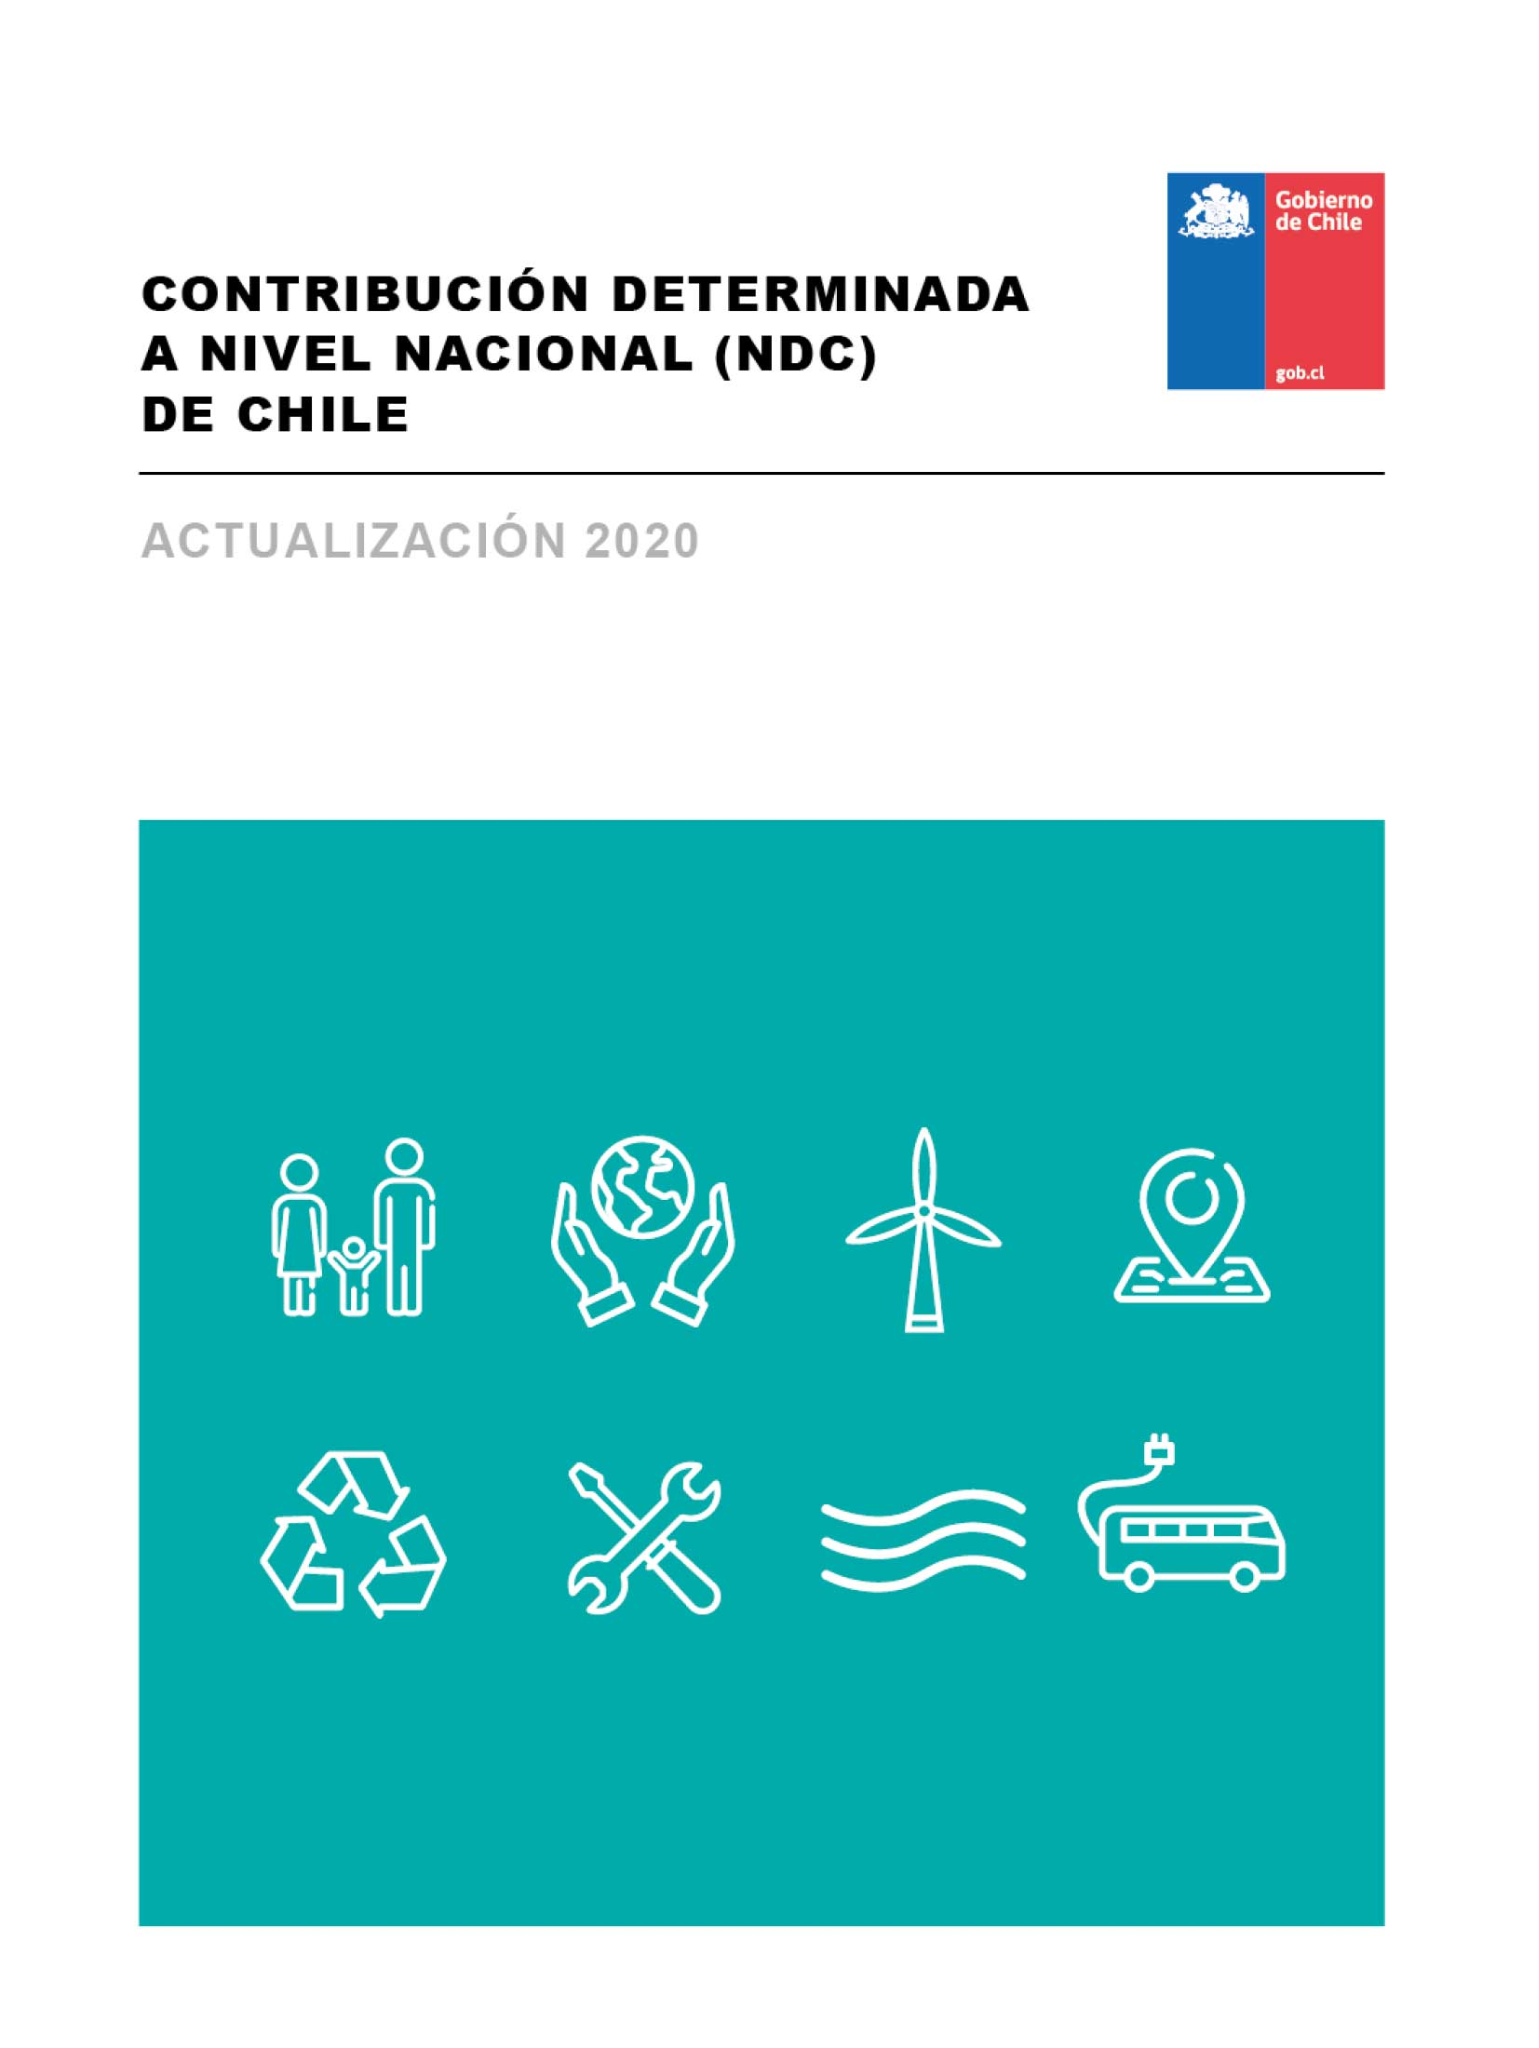 Gobierno
de Chile
gob.cl
CONTRIBUCIÓN DETERMINADA
A NIVEL NACIONAL (NDC)
DE CHILE
ACTUALIZACIÓN 2020